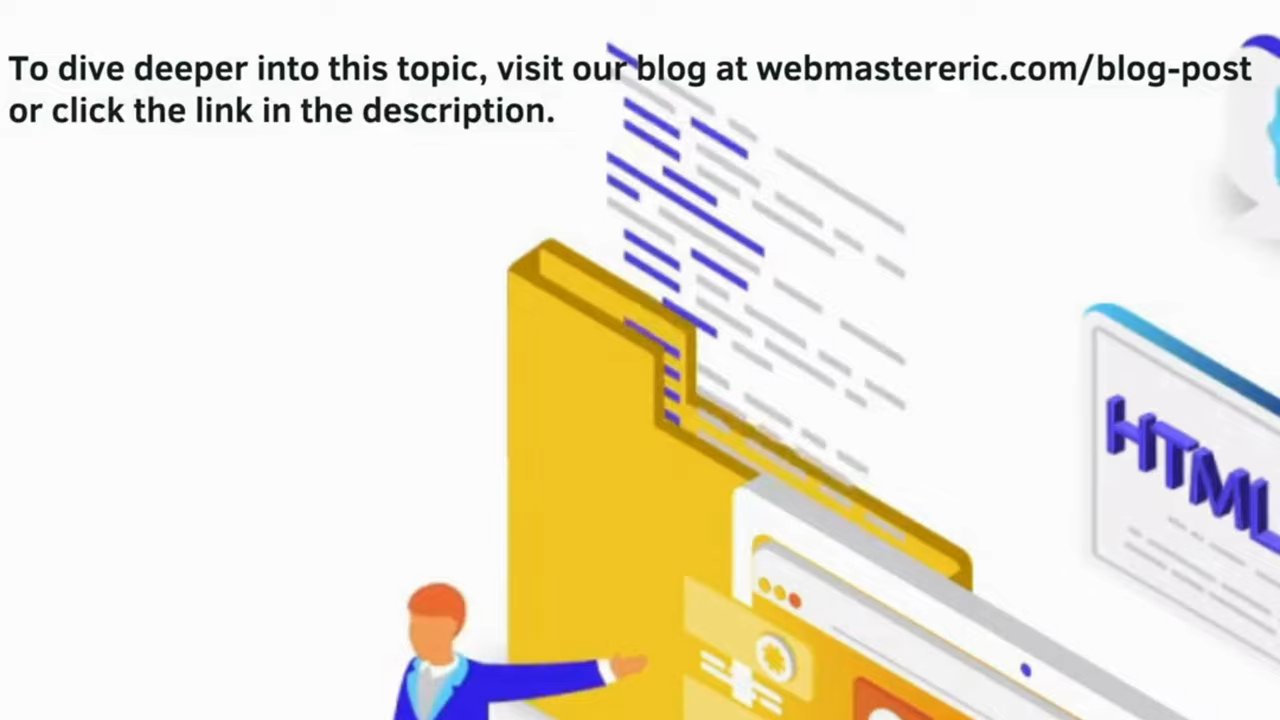 To dive deeper into this topic, visit our blog at webmastereric.com/blog-post
or click the link in the description.
HTML